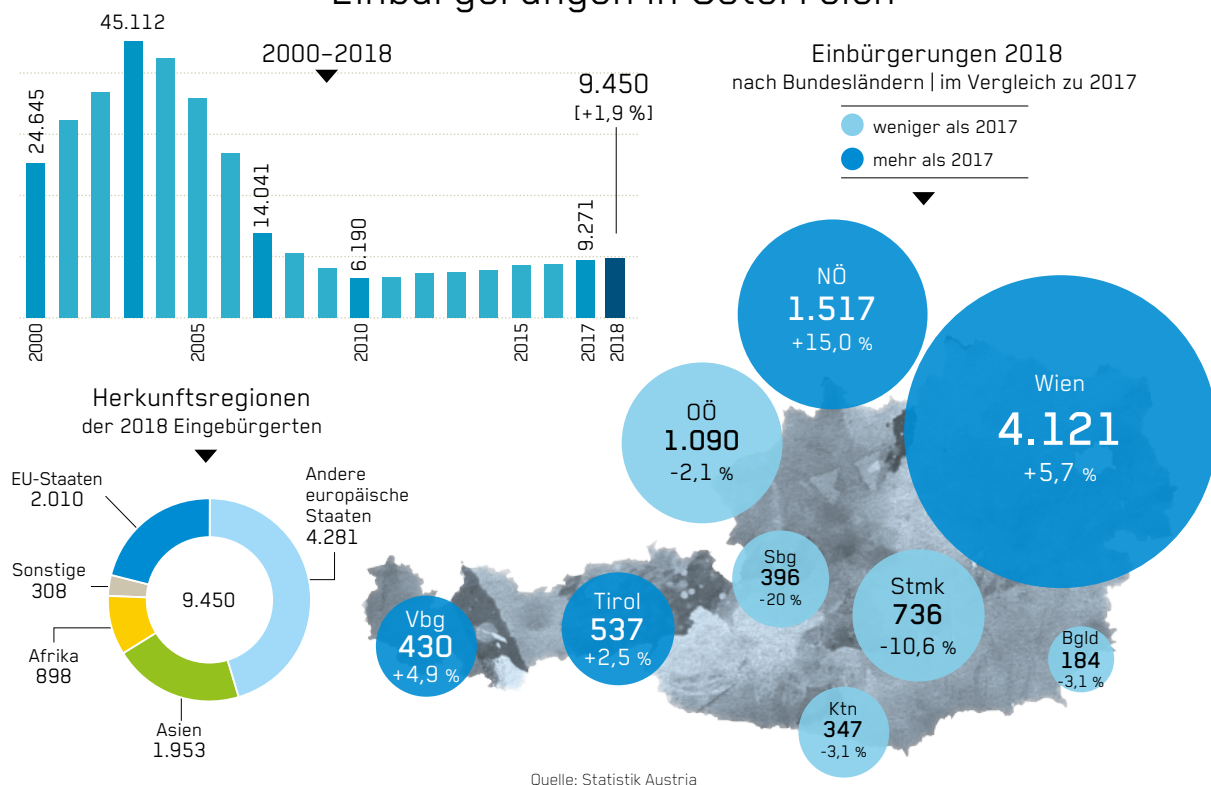 Einbürgerungen in Österreich
2000–2018
45.112
24.645
14.041
6.190
9.271
9.450
[+1,9 %]
2000
2005
2010
2015
2017
2018
Einbürgerungen 2018
nach Bundesländern | im Vergleich zu 2017
weniger als 2017
mehr als 2017
NÖ
1.517
+15,0 %
Wien
4.121
+5,7 %
OÖ
1.090
-2,1 %
Sbg
396
-20 %
Stmk
736
-10,6 %
Vbg
430
+4,9 %
Tirol
537
+2,5 %
Bgld
184
-3,1 %
Ktn
347
-3,1 %
Herkunftsregionen
der 2018 Eingebürgerten
EU-Staaten
2.010
Andere
europäische
Staaten
4.281
Sonstige
308
9.450
Afrika
898
Asien
1.953
Quelle: Statistik Austria